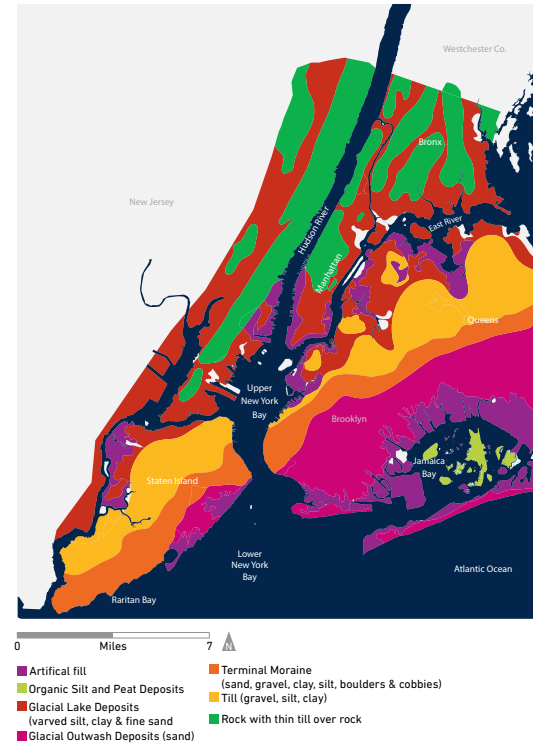 Westchester Co.
Bronx
New Jersey
Hudson River
East River
Manhattan
Queens
Upper
New York
Bay
Brooklyn
Jamaica
Bay
Staten Island
Lower
New York
Bay
Atlantic Ocean
Raritan Bay
0 Miles 7 N
Artifical fill
Organic Silt and Peat Deposits
Glacial Lake Deposits
(varved silt, clay & fine sand
Glacial Outwash Deposits (sand)
Terminal Moraine
(sand, gravel, clay, silt, boulders & cobbies)
Till (gravel, silt, clay)
Rock with thin till over rock